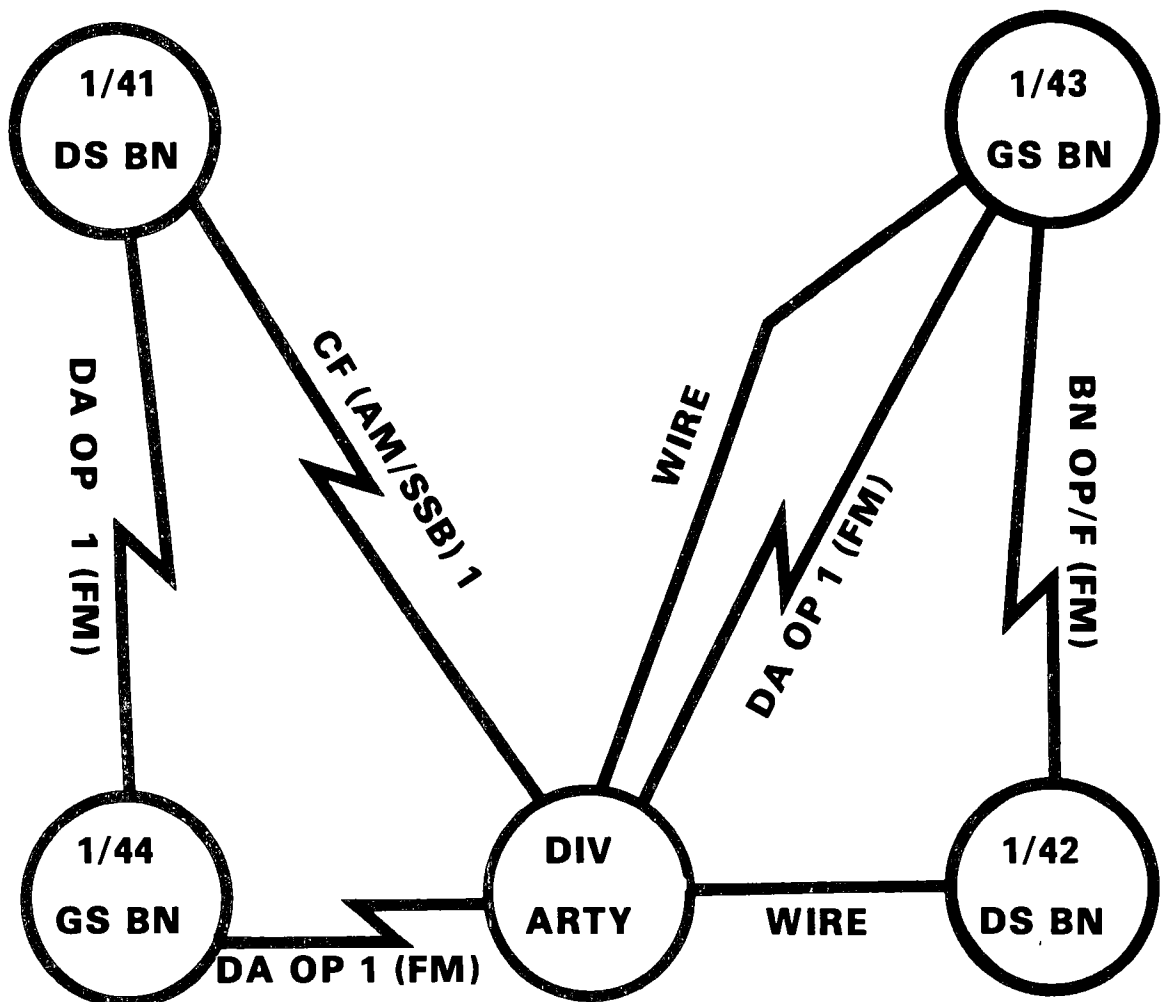 1/41
DS BN
1/43
GS BN
DA OP 1 (FM)
CF (AM/SSB) 1
WIRE
DA OP 1 (FM)
BN OP/F (FM)
1/44
GS BN
DIV
ARTY
1/42
DS BN
DA OP 1 (FM)
WIRE